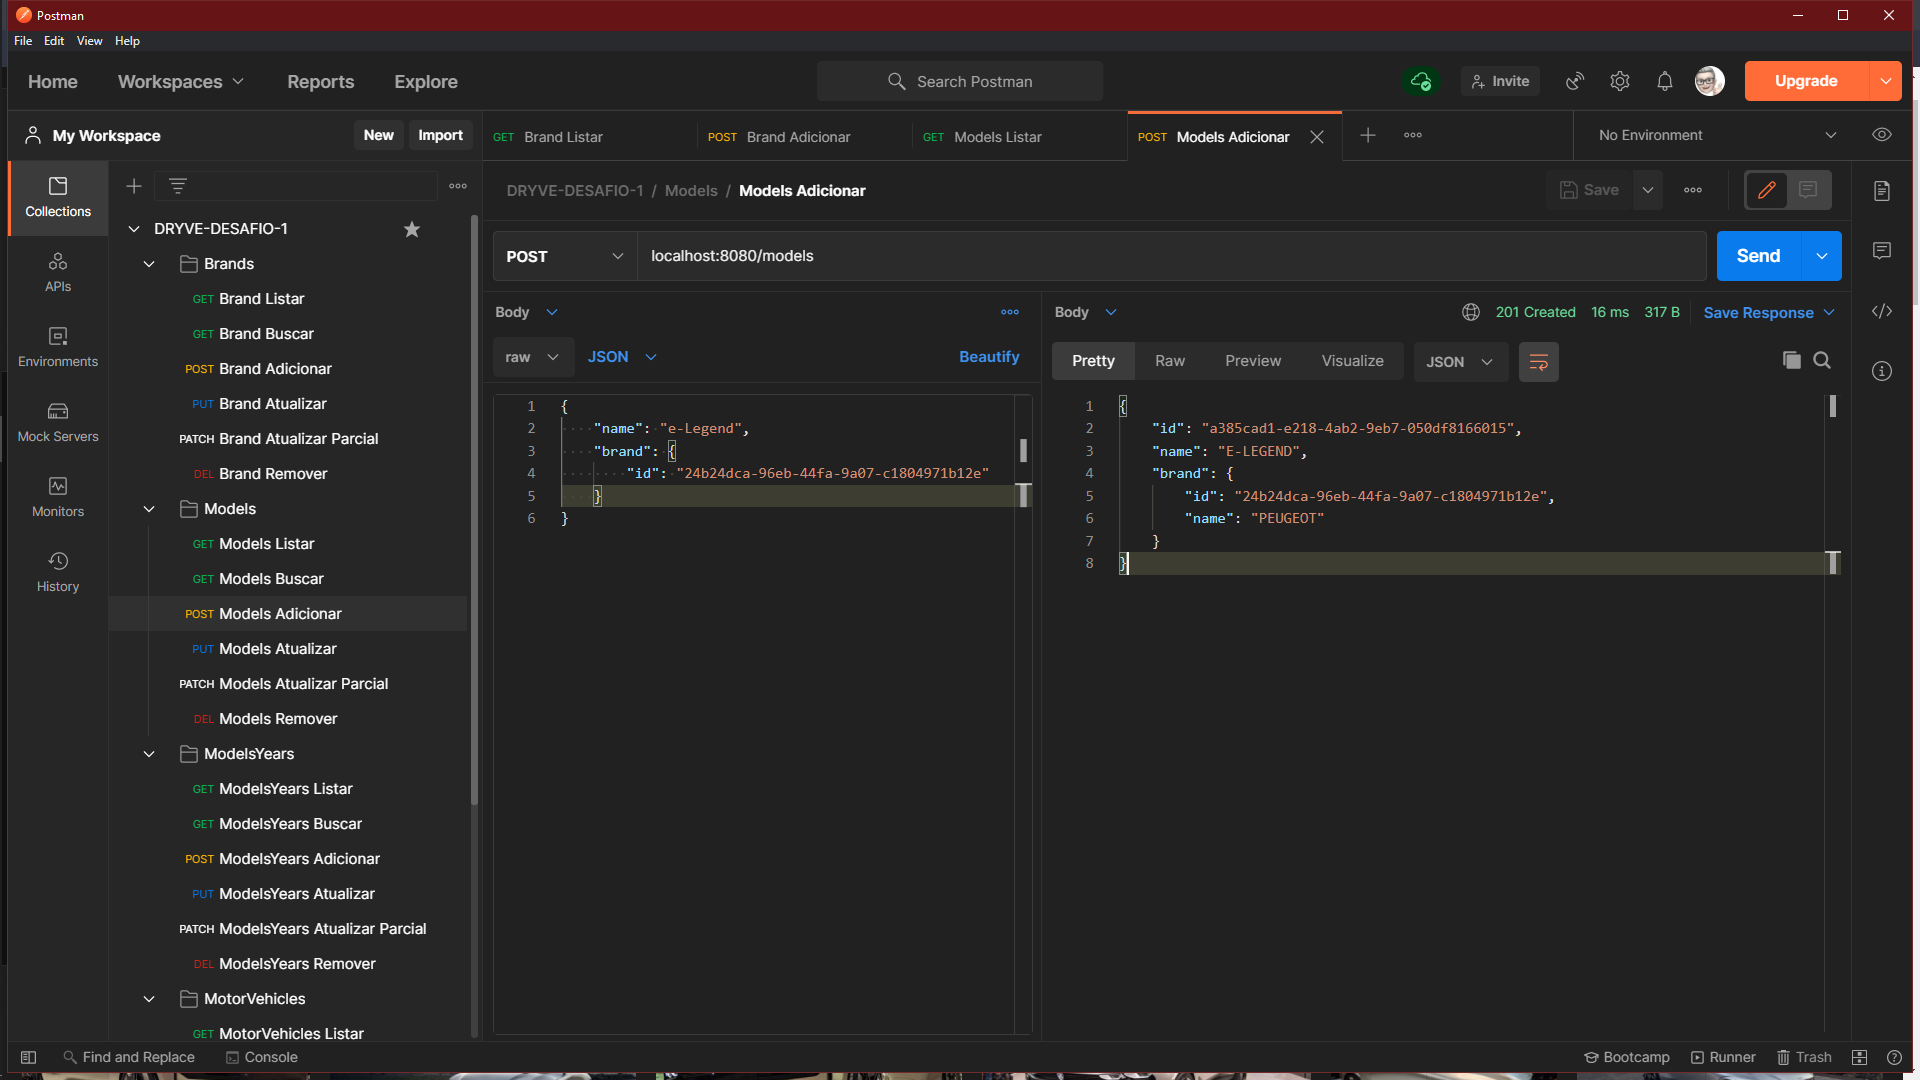 Postman
File Edit View Help
Home Workspaces Reports Explore
Search Postman
Invite
Upgrade
My Workspace
New Import
GET Brand Listar
POST Brand Adicionar
GET Models Listar
POST Models Adicionar
No Environment
Collections
APIs
Environments
Mock Servers
Monitors
History
DRYVE-DESAFIO-1
Brands
GET Brand Listar
GET Brand Buscar
POST Brand Adicionar
PUT Brand Atualizar
PATCH Brand Atualizar Parcial
DEL Brand Remover
Models
GET Models Listar
GET Models Buscar
POST Models Adicionar
PUT Models Atualizar
PATCH Models Atualizar Parcial
DEL Models Remover
ModelsYears
GET ModelsYears Listar
GET ModelsYears Buscar
POST ModelsYears Adicionar
PUT ModelsYears Atualizar
PATCH ModelsYears Atualizar Parcial
DEL ModelsYears Remover
MotorVehicles
GET MotorVehicles Listar
DRYVE-DESAFIO-1 / Models / Models Adicionar
Save
POST localhost:8080/models
Send
Body
raw JSON
Beautify
1 {
2 "name": "e-Legend",
3 "brand": {
4 "id": "24b24dca-96eb-44fa-9a07-c1804971b12e"
5 }
6 }
Body
201 Created 16 ms 317 B Save Response
Pretty Raw Preview Visualize JSON
1 {
2 "id": "a385cad1-e218-4ab2-9eb7-050df8166015",
3 "name": "E-LEGEND",
4 "brand": {
5 "id": "24b24dca-96eb-44fa-9a07-c1804971b12e",
6 "name": "PEUGEOT"
7 }
8 }
Find and Replace Console
Bootcamp Runner Trash